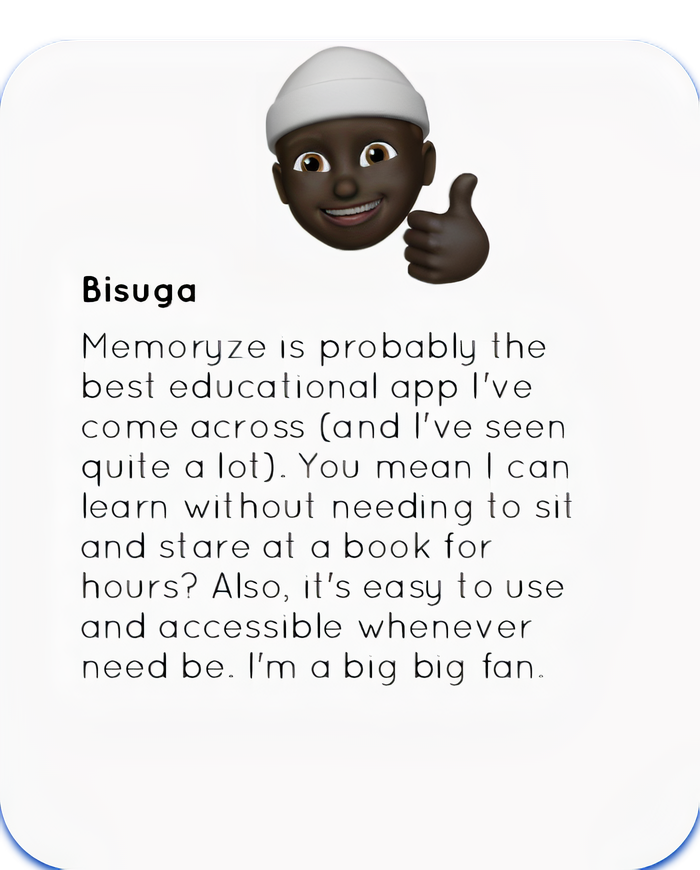 Bisuga
Memoryze is probably the
best educational app I've
come across (and I've seen
quite a lot). You mean I can
learn without needing to sit
and stare at a book for
hours? Also, it's easy to use
and accessible whenever
need be. I'm a big big fan.